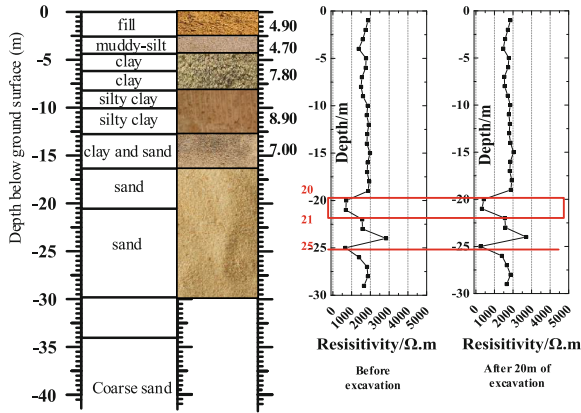 Depth below ground surface (m)
0
-5
-10
-15
-20
-25
-30
-35
-40
fill
muddy-silt
clay
clay
silty clay
silty clay
clay and sand
sand
sand
Coarse sand
4.90
4.70
7.80
8.90
7.00
0
-5
-10
-15
-20
-25
-30
Depth/m
20
21
25
0
1000
2000
3000
4000
5000
Resisitivity/Ω.m
Before
excavation
0
-5
-10
-15
-20
-25
-30
Depth/m
0
1000
2000
3000
4000
5000
Resisitivity/Ω.m
After 20m of
excavation